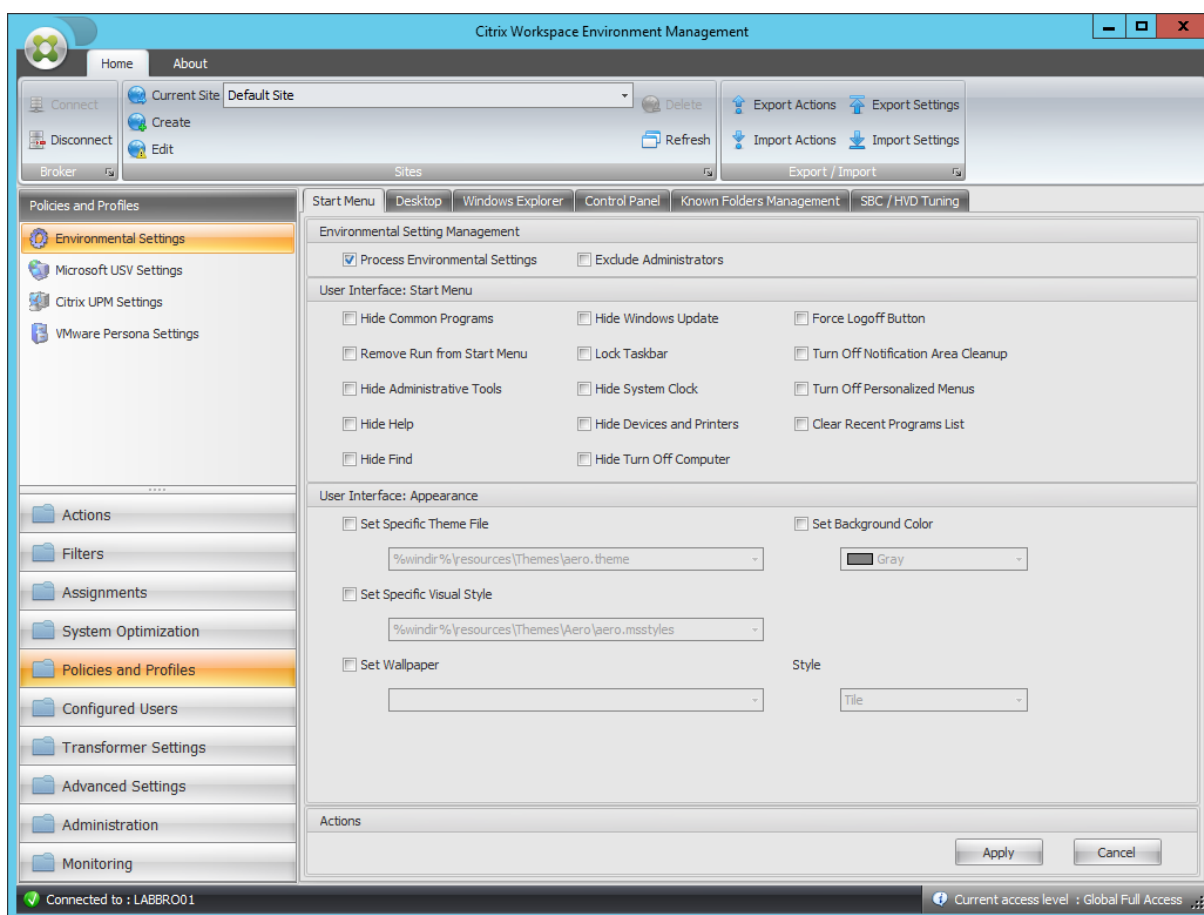 Citrix Workspace Environment Management
Home About
Connect
Disconnect
Broker
Current Site Default Site
Create
Edit
Delete
Refresh
Sites
Export Actions Export Settings
Import Actions Import Settings
Export / Import
Policies and Profiles
Environmental Settings
Microsoft USV Settings
Citrix UPM Settings
VMware Persona Settings
Actions
Filters
Assignments
System Optimization
Policies and Profiles
Configured Users
Transformer Settings
Advanced Settings
Administration
Monitoring
Start Menu Desktop Windows Explorer Control Panel Known Folders Management SBC / HVD Tuning
Environmental Setting Management
Process Environmental Settings Exclude Administrators
User Interface: Start Menu
Hide Common Programs Hide Windows Update Force Logoff Button
Remove Run from Start Menu Lock Taskbar Turn Off Notification Area Cleanup
Hide Administrative Tools Hide System Clock Turn Off Personalized Menus
Hide Help Hide Devices and Printers Clear Recent Programs List
Hide Find Hide Turn Off Computer
User Interface: Appearance
Set Specific Theme File Set Background Color
%windir%\resources\Themes\aero.theme Gray
Set Specific Visual Style
%windir%\resources\Themes\Aero\aero.msstyles
Set Wallpaper Style
Tile
Actions
Apply Cancel
Connected to : LABBRO01 Current access level : Global Full Access